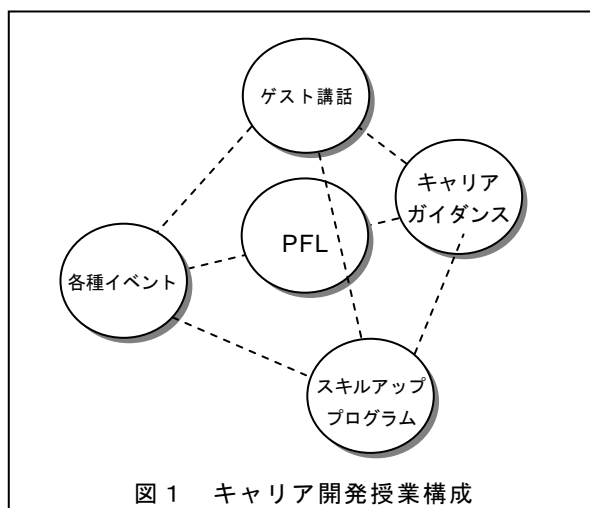 ゲスト講話
キャリア
ガイダンス
PFL
各種イベント
スキルアップ
プログラム
図1 キャリア開発授業構成